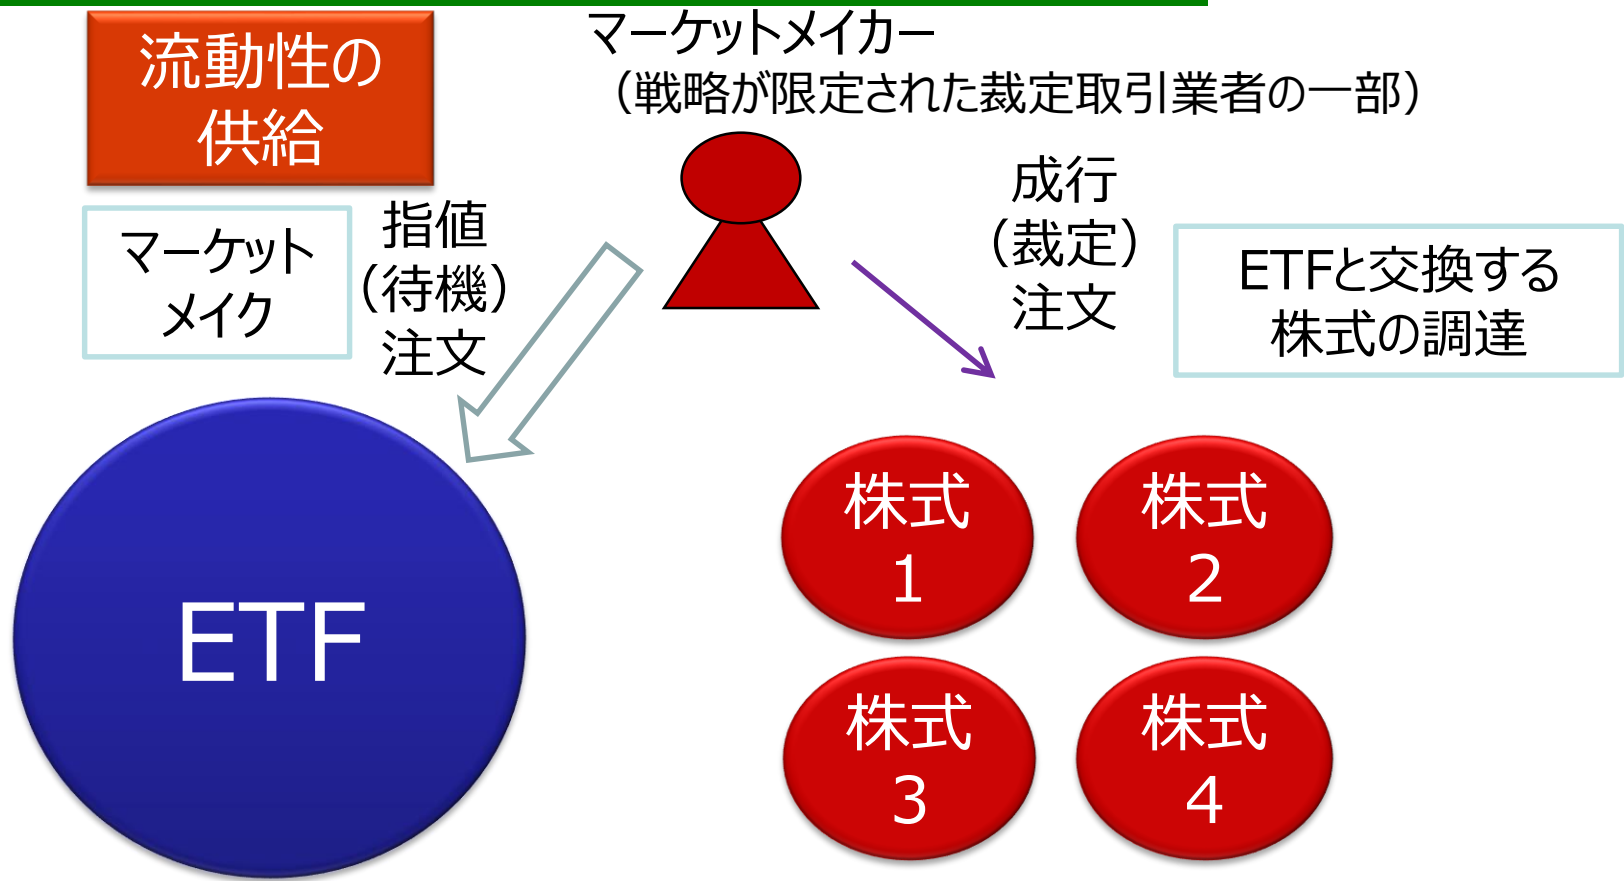 流動性の
供給
マーケットメイカー
（戦略が限定された裁定取引業者の一部）
マーケット
メイク
指値
（待機）
注文
成行
（裁定）
注文
ETFと交換する
株式の調達
ETF
株式
1
株式
2
株式
3
株式
4